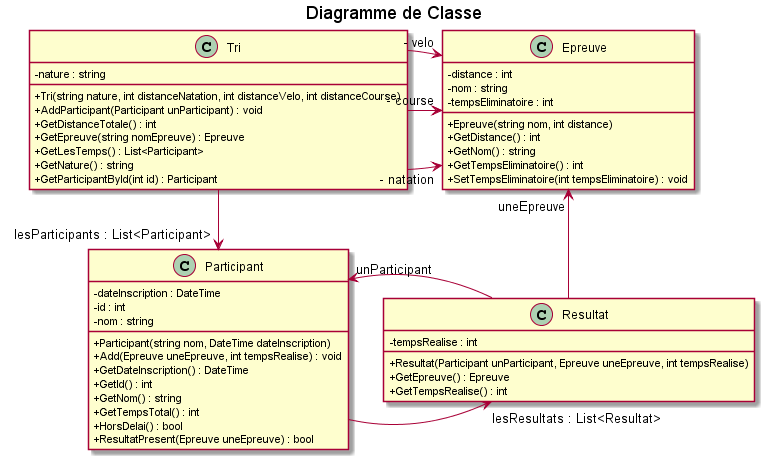 Diagramme de Classe
C Tri
-nature : string
+Tri(string nature, int distanceNatation, int distanceVelo, int distanceCourse)
+AddParticipant(Participant unParticipant) : void
+GetDistanceTotale() : int
+GetEpreuve(string nomEpreuve) : Epreuve
+GetLesTemps() : List<Participant>
+GetNature() : string
+GetParticipantById(int id) : Participant
- velo
- course
- natation
C Epreuve
-distance : int
-nom : string
-tempsEliminatoire : int
+Epreuve(string nom, int distance)
+GetDistance() : int
+GetNom() : string
+GetTempsEliminatoire() : int
+SetTempsEliminatoire(int tempsEliminatoire) : void
uneEpreuve
lesParticipants : List<Participant>
C Participant
-dateInscription : DateTime
-id : int
-nom : string
+Participant(string nom, DateTime dateInscription)
+Add(Epreuve uneEpreuve, int tempsRealise) : void
+GetDateInscription() : DateTime
+GetId() : int
+GetNom() : string
+GetTempsTotal() : int
+HorsDelai() : bool
+ResultatPresent(Epreuve uneEpreuve) : bool
unParticipant
C Resultat
-tempsRealise : int
+Resultat(Participant unParticipant, Epreuve uneEpreuve, int tempsRealise)
+GetEpreuve() : Epreuve
+GetTempsRealise() : int
lesResultats : List<Resultat>